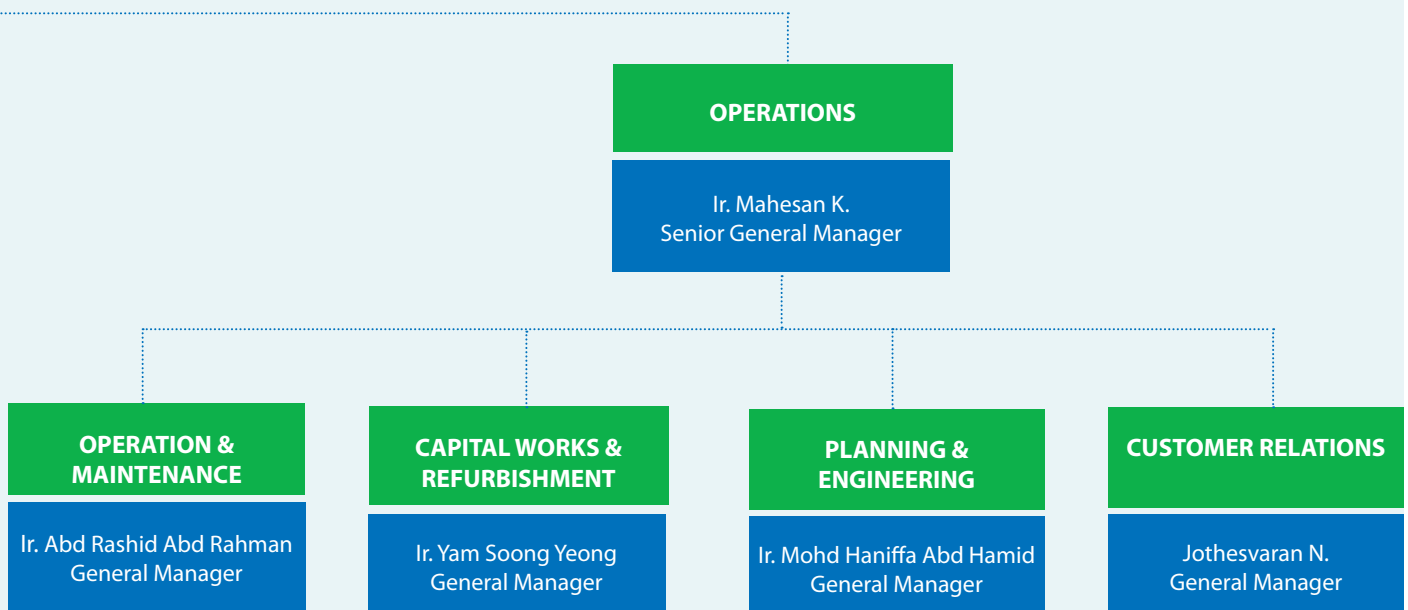 OPERATIONS
Ir. Mahesan K.
Senior General Manager
OPERATION &
MAINTENANCE
Ir. Abd Rashid Abd Rahman
General Manager
CAPITAL WORKS &
REFURBISHMENT
Ir. Yam Soong Yeong
General Manager
PLANNING &
ENGINEERING
Ir. Mohd Haniffa Abd Hamid
General Manager
CUSTOMER RELATIONS
Jothesvaran N.
General Manager